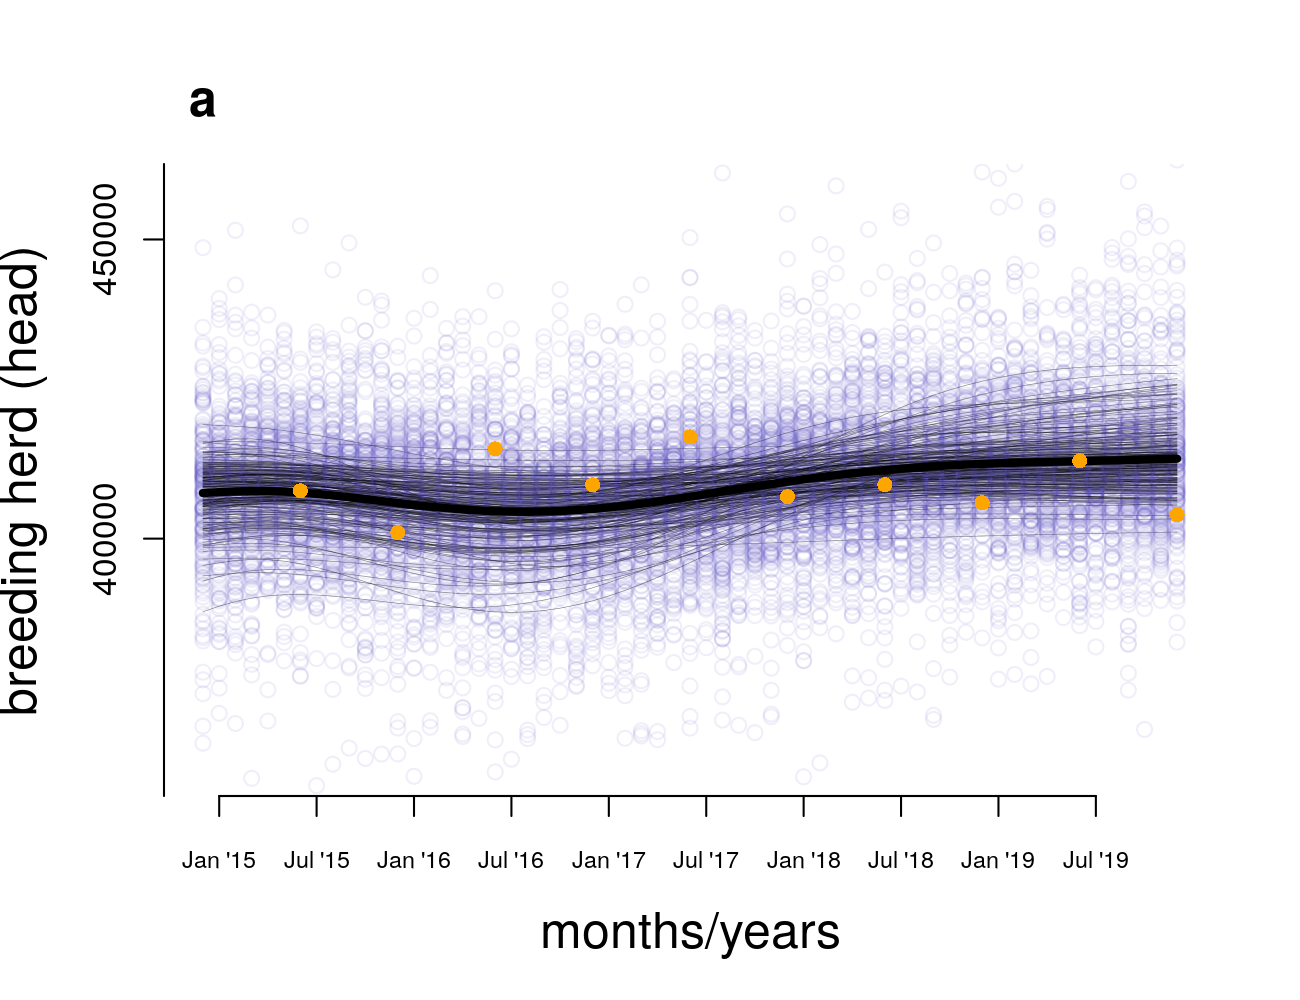 a
breeding herd (head)
450000
400000
Jan '15 Jul '15 Jan '16 Jul '16 Jan '17 Jul '17 Jan '18 Jul '18 Jan '19 Jul '19
months/years